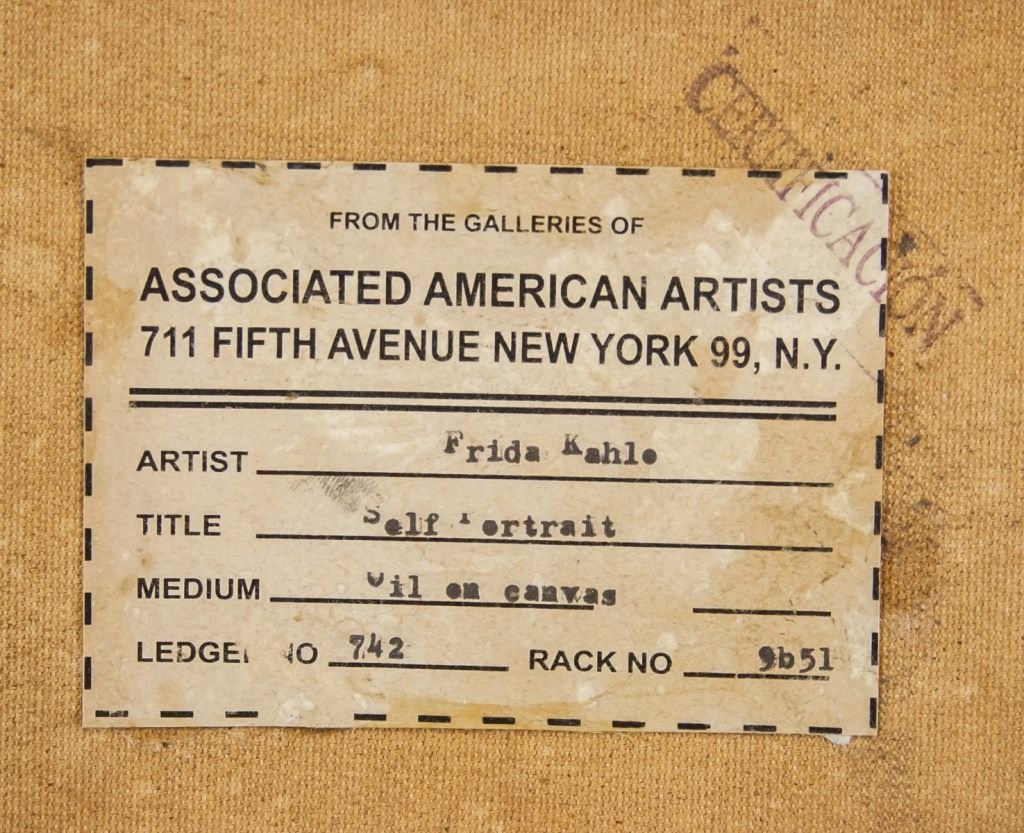 CERTIFICACION
FROM THE GALLERIES OF
ASSOCIATED AMERICAN ARTISTS
711 FIFTH AVENUE NEW YORK 99, N.Y.
ARTIST Frida Kahlo
TITLE Self Portrait
MEDIUM Oil on canvas
LEDGER NO 742 RACK NO 9b51